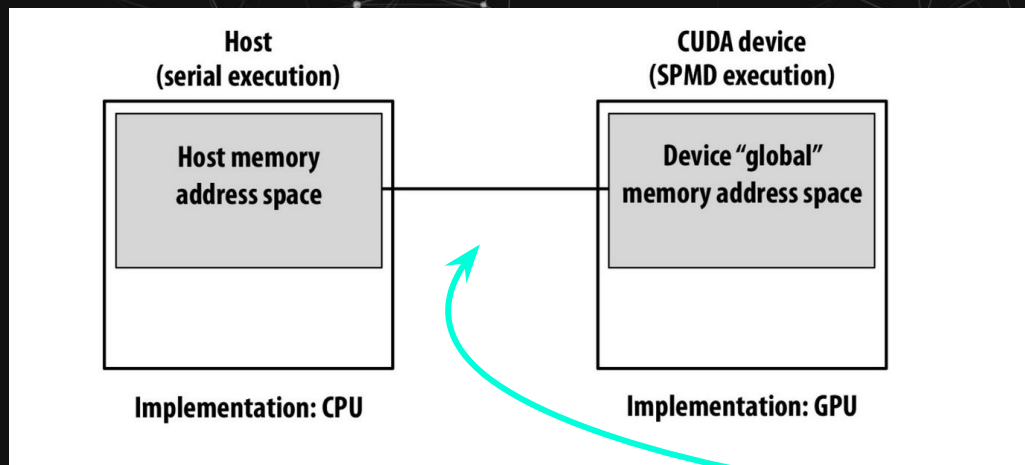 Host
(serial execution)
Host memory
address space
Implementation: CPU
CUDA device
(SPMD execution)
Device “global”
memory address space
Implementation: GPU